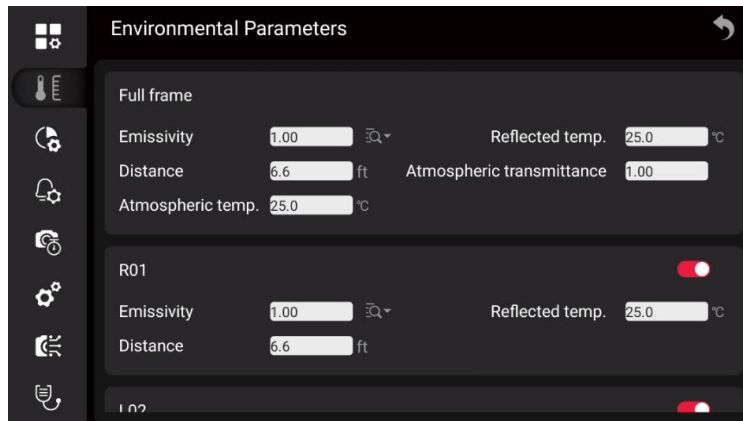 Environmental Parameters
Full frame
Emissivity 1.00 Reflected temp. 25.0 ℃
Distance 6.6 ft Atmospheric transmittance 1.00
Atmospheric temp. 25.0 ℃
R01
Emissivity 1.00 Reflected temp. 25.0 ℃
Distance 6.6 ft
L02